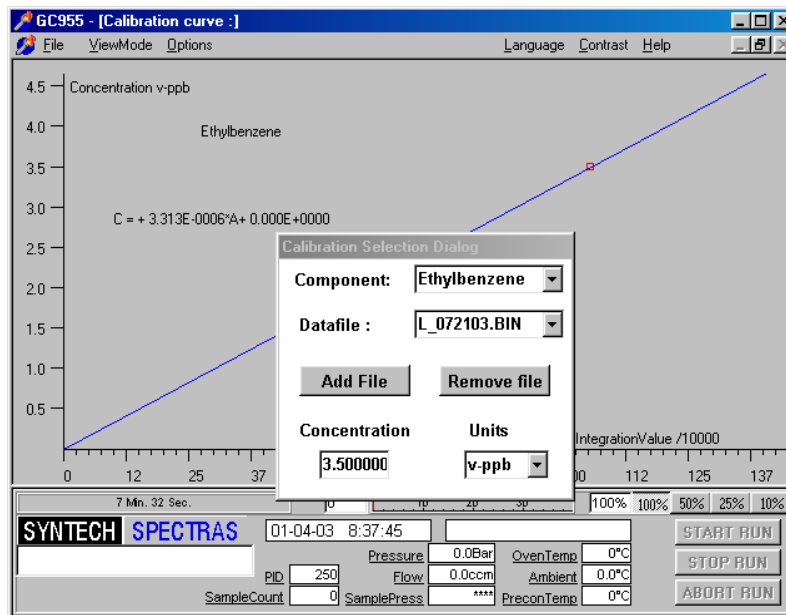 GC955 - [Calibration curve :]
File ViewMode Options Language Contrast Help
4.5 Concentration v-ppb
4.0 Ethylbenzene
3.5
3.0 C = + 3.313E-0006*A+ 0.000E+0000
2.5
2.0
1.5
1.0
0.5
Calibration Selection Dialog
Component: Ethylbenzene
Datafile : L_072103.BIN
Add File Remove file
Concentration Units
3.500000 v-ppb
IntegrationValue /10000
0 12 25 37 00 112 125 137
7 Min. 32 Sec. 0 10 20 30 100% 100% 50% 25% 10%
SYNTECH SPECTRAS 01-04-03 8:37:45 START RUN
Pressure 0.0Bar OvenTemp 0°C STOP RUN
PID 250 Flow 0.0ccm Ambient 0.0°C
SampleCount 0 SamplePress **** PreconTemp 0°C ABORT RUN